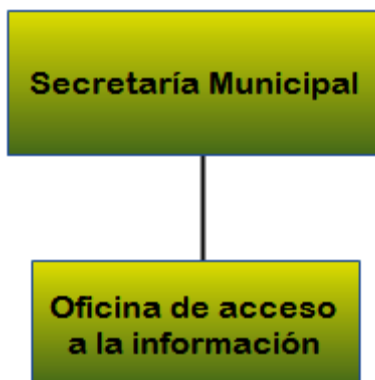 Secretaría Municipal
Oficina de acceso
a la información